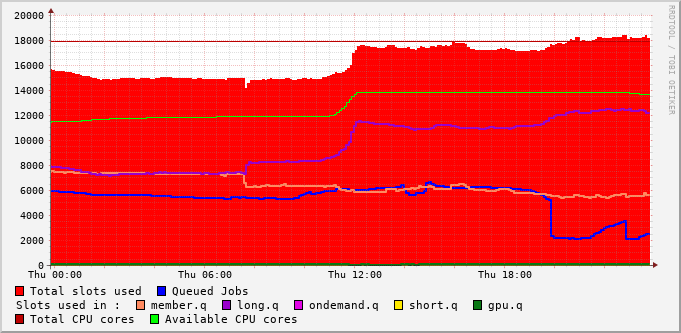 RRDTOOL / TOBI OETIKER
20000
18000
16000
14000
12000
10000
8000
6000
4000
2000
0
Thu 00:00 Thu 06:00 Thu 12:00 Thu 18:00
Total slots used Queued Jobs
Slots used in : member.q long.q ondemand.q short.q gpu.q
Total CPU cores Available CPU cores